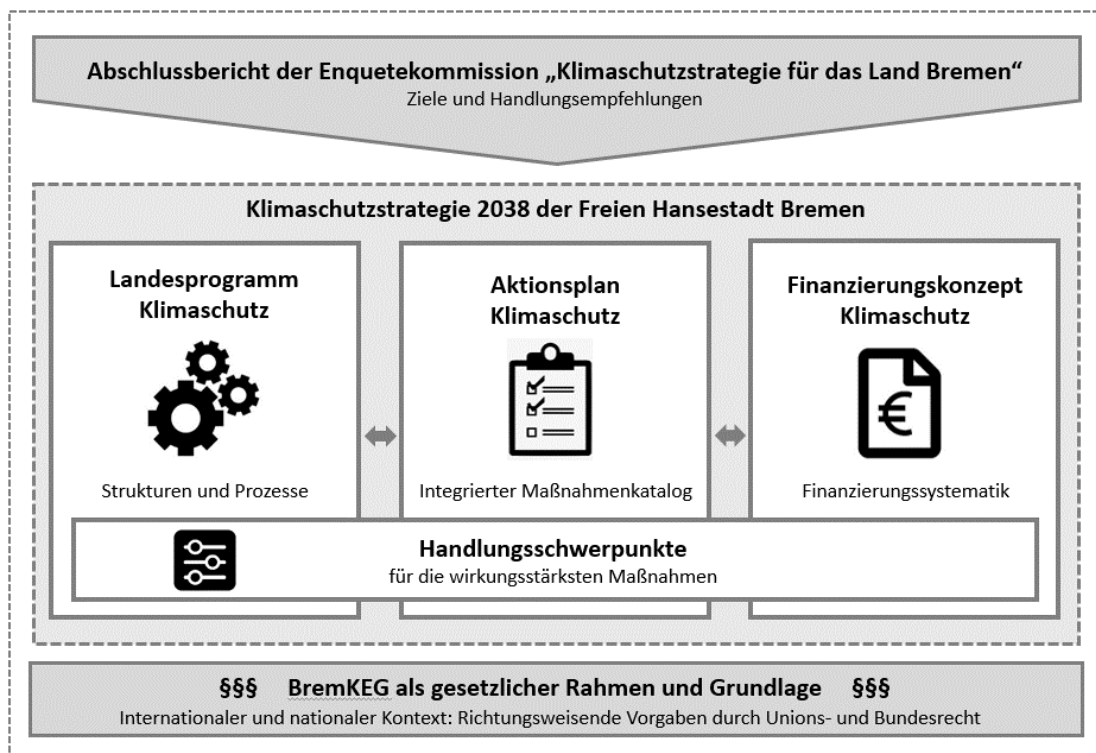 Abschlussbericht der Enquetekommission „Klimaschutzstrategie für das Land Bremen“
Ziele und Handlungsempfehlungen
Klimaschutzstrategie 2038 der Freien Hansestadt Bremen
Landesprogramm
Klimaschutz
Strukturen und Prozesse
Aktionsplan
Klimaschutz
Integrierter Maßnahmenkatalog
Finanzierungskonzept
Klimaschutz
€
Finanzierungssystematik
Handlungsschwerpunkte
für die wirkungsstärksten Maßnahmen
§§§ BremKEG als gesetzlicher Rahmen und Grundlage §§§
Internationaler und nationaler Kontext: Richtungsweisende Vorgaben durch Unions- und Bundesrecht